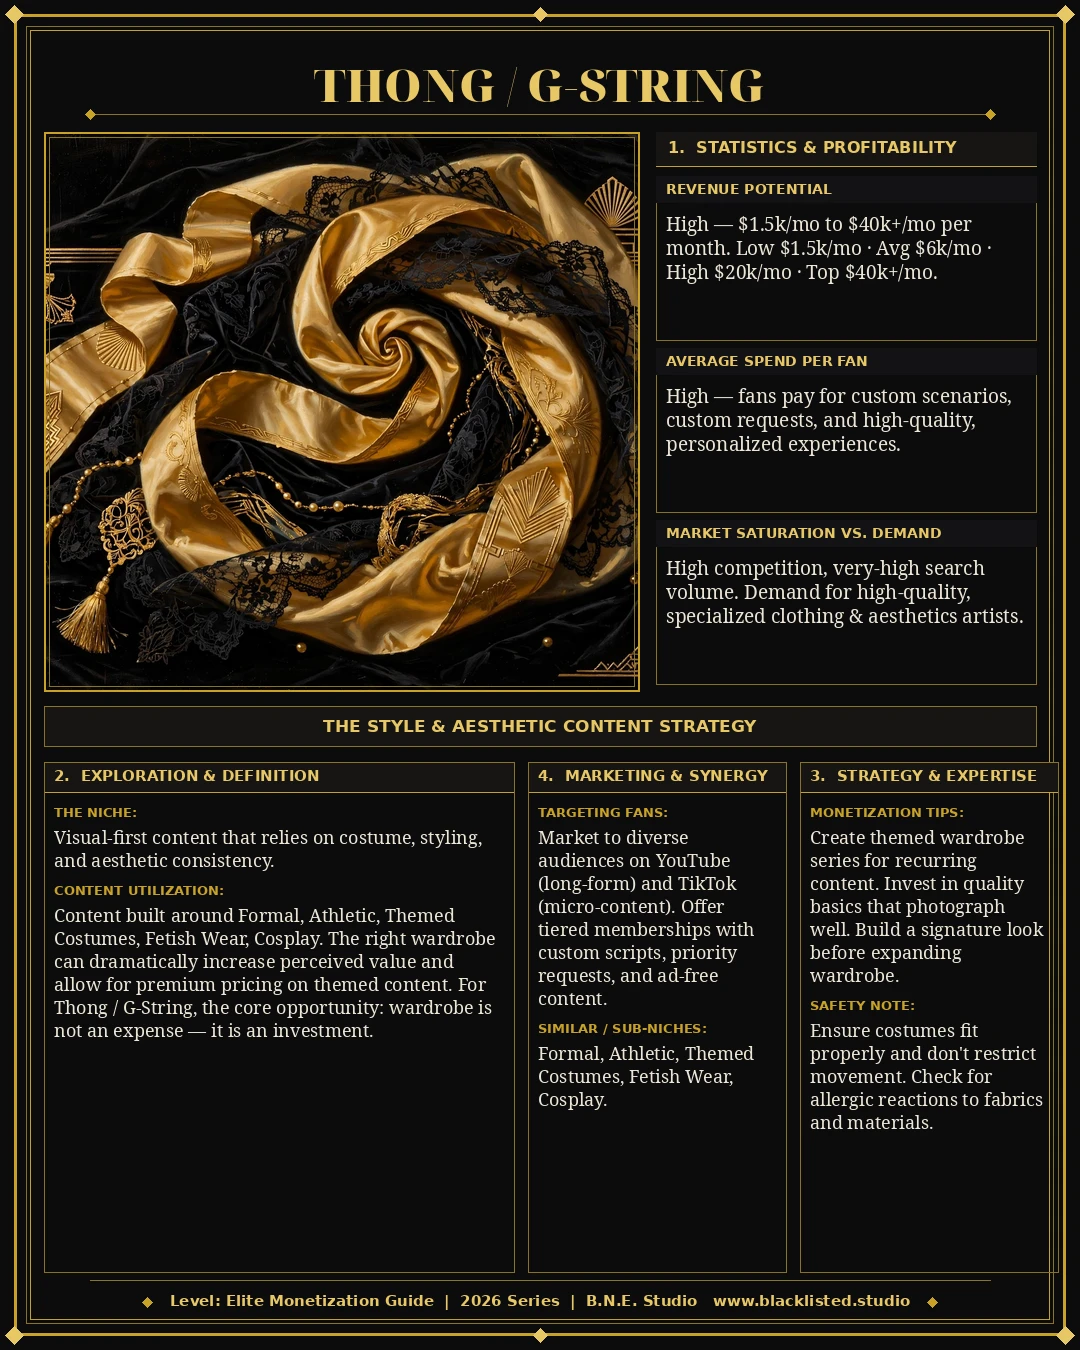 THONG / G-STRING
1. STATISTICS & PROFITABILITY
REVENUE POTENTIAL
High — $1.5k/mo to $40k+/mo per
month. Low $1.5k/mo · Avg $6k/mo ·
High $20k/mo · Top $40k+/mo.
AVERAGE SPEND PER FAN
High — fans pay for custom scenarios,
custom requests, and high-quality,
personalized experiences.
MARKET SATURATION VS. DEMAND
High competition, very-high search
volume. Demand for high-quality,
specialized clothing & aesthetics artists.
THE STYLE & AESTHETIC CONTENT STRATEGY
2. EXPLORATION & DEFINITION
THE NICHE:
Visual-first content that relies on costume, styling,
and aesthetic consistency.
CONTENT UTILIZATION:
Content built around Formal, Athletic, Themed
Costumes, Fetish Wear, Cosplay. The right wardrobe
can dramatically increase perceived value and
allow for premium pricing on themed content. For
Thong / G-String, the core opportunity: wardrobe is
not an expense — it is an investment.
4. MARKETING & SYNERGY
TARGETING FANS:
Market to diverse
audiences on YouTube
(long-form) and TikTok
(micro-content). Offer
tiered memberships with
custom scripts, priority
requests, and ad-free
content.
SIMILAR / SUB-NICHES:
Formal, Athletic, Themed
Costumes, Fetish Wear,
Cosplay.
3. STRATEGY & EXPERTISE
MONETIZATION TIPS:
Create themed wardrobe
series for recurring
content. Invest in quality
basics that photograph
well. Build a signature look
before expanding
wardrobe.
SAFETY NOTE:
Ensure costumes fit
properly and don't restrict
movement. Check for
allergic reactions to fabrics
and materials.
Level: Elite Monetization Guide | 2026 Series | B.N.E. Studio www.blacklisted.studio